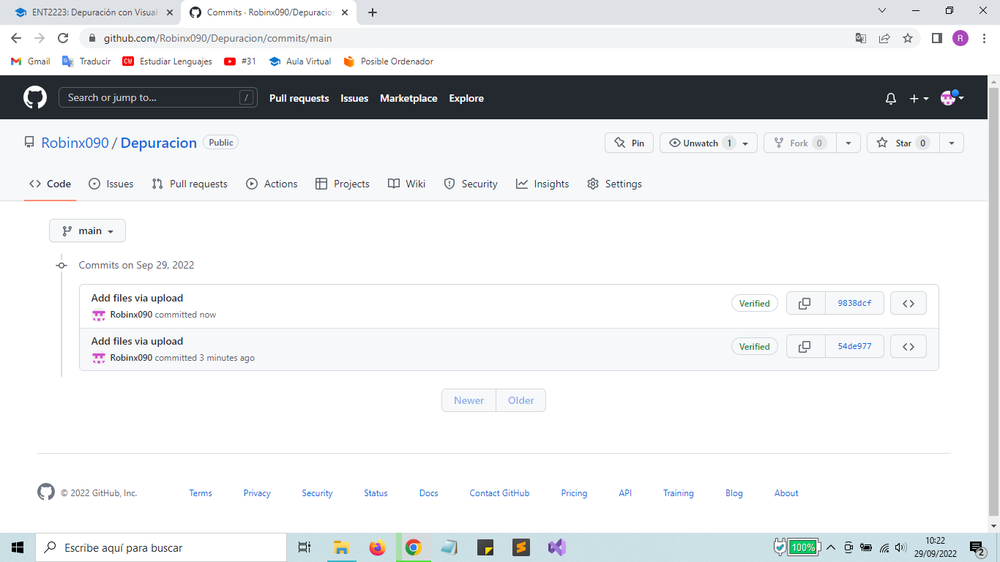 ENT2223: Depuración con Visual
Commits · Robinx090/Depuracion
github.com/Robinx090/Depuracion/commits/main
R
Gmail
Traducir
CW Estudiar Lenguajes
#31
Aula Virtual
Posible Ordenador
Search or jump to...
/
Pull requests
Issues
Marketplace
Explore
Robinx090 / Depuracion
Public
Pin
Unwatch 1
Fork 0
Star 0
Code
Issues
Pull requests
Actions
Projects
Wiki
Security
Insights
Settings
main
Commits on Sep 29, 2022
Add files via upload
Robinx090 committed now
Verified
9838dcf
Add files via upload
Robinx090 committed 3 minutes ago
Verified
54de977
Newer
Older
© 2022 GitHub, Inc.
Terms
Privacy
Security
Status
Docs
Contact GitHub
Pricing
API
Training
Blog
About
Escribe aquí para buscar
100%
10:22
29/09/2022
2